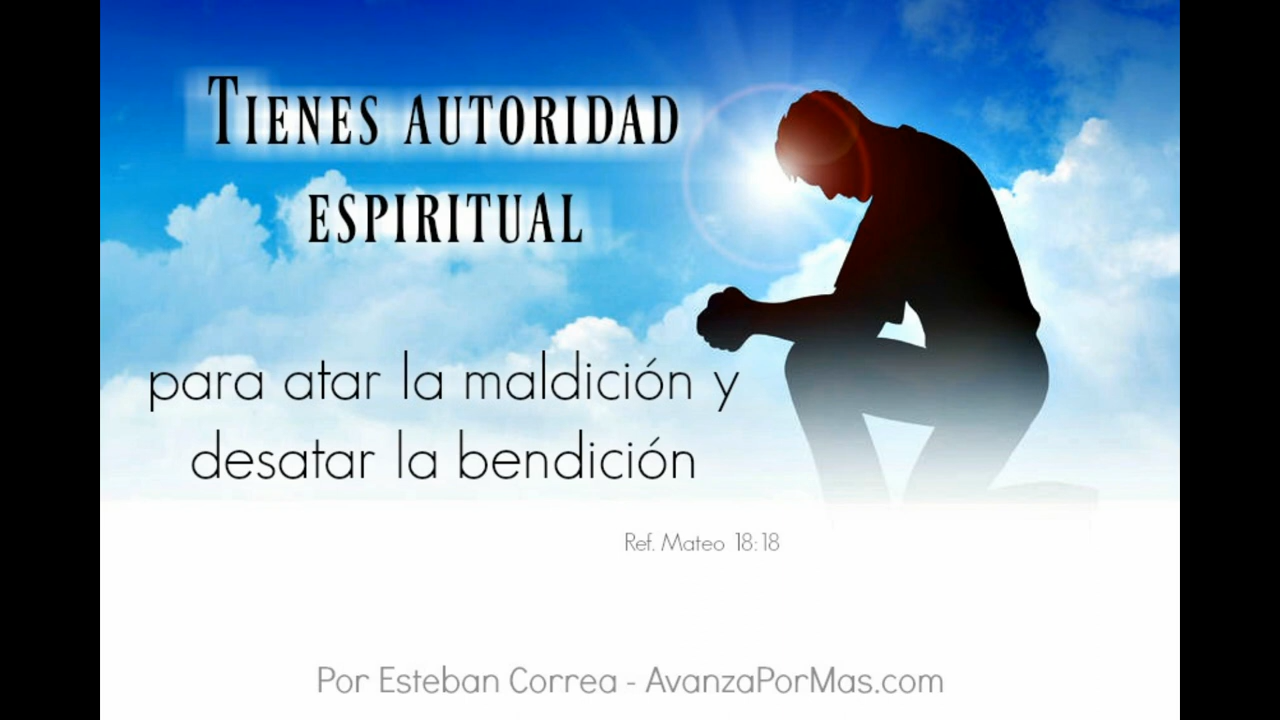 Tienes autoridad
espiritual
para atar la maldición y
desatar la bendición
Ref. Mateo 18:18
Por Esteban Correa - AvanzaPorMas.com